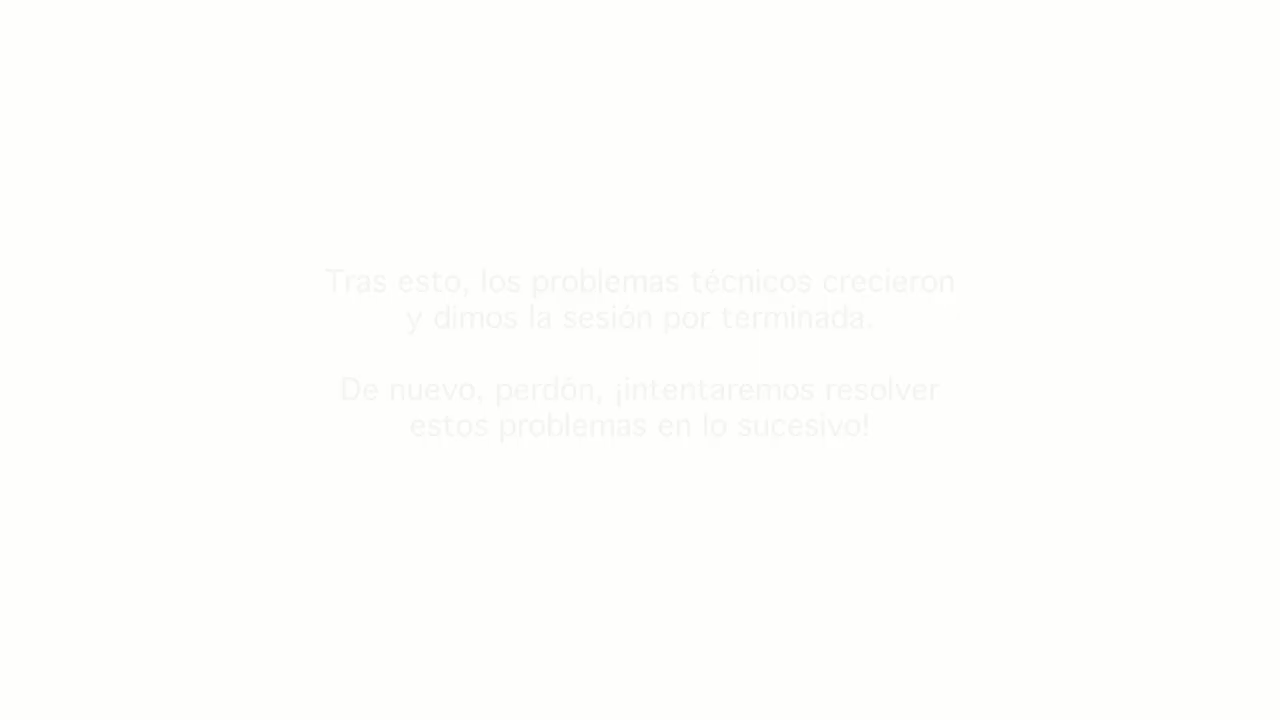 Tras esto, los problemas técnicos crecieron
y dimos la sesión por terminada.
De nuevo, perdón, ¡intentaremos resolver
estos problemas en lo sucesivo!